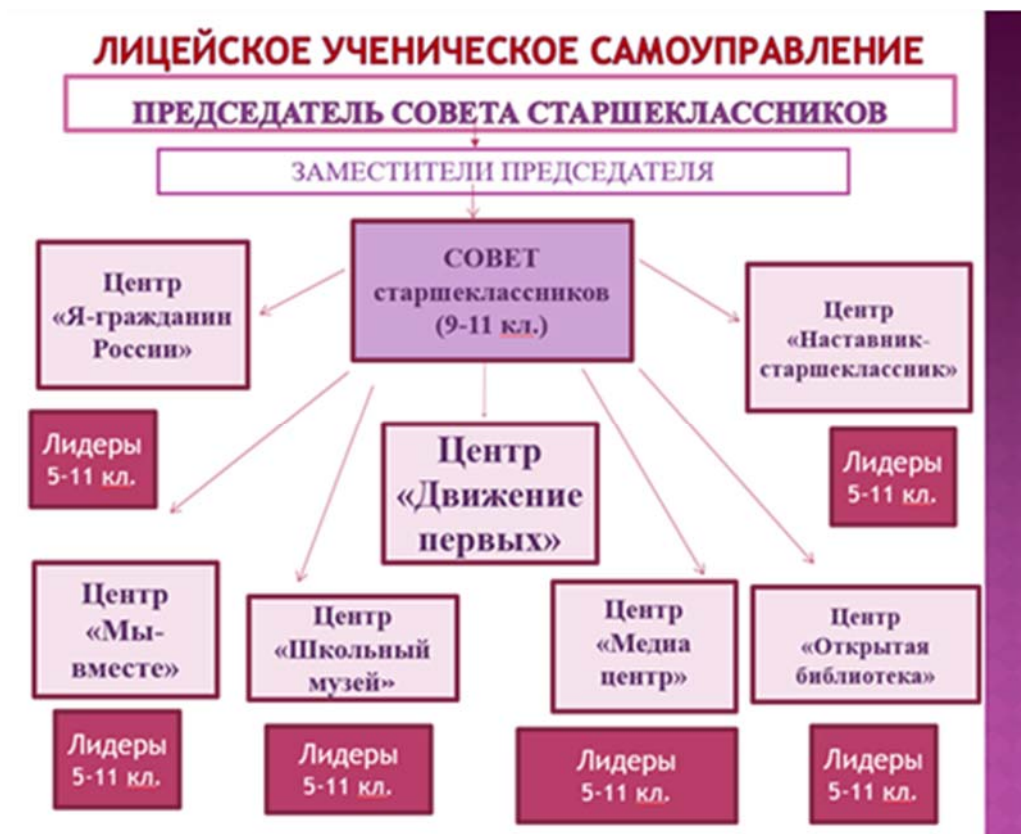 ЛИЦЕЙСКОЕ УЧЕНИЧЕСКОЕ САМОУПРАВЛЕНИЕ
ПРЕДСЕДАТЕЛЬ СОВЕТА СТАРШЕКЛАССНИКОВ
ЗАМЕСТИТЕЛИ ПРЕДСЕДАТЕЛЯ
СОВЕТ
старшеклассников
(9-11 кл.)
Центр
«Я-гражданин
России»
Лидеры
5-11 кл.
Центр
«Наставник-
старшеклассник»
Лидеры
5-11 кл.
Центр
«Движение
первых»
Центр
«Мы-
вместе»
Лидеры
5-11 кл.
Центр
«Школьный
музей»
Лидеры
5-11 кл.
Центр
«Медиа
центр»
Лидеры
5-11 кл.
Центр
«Открытая
библиотека»
Лидеры
5-11 кл.